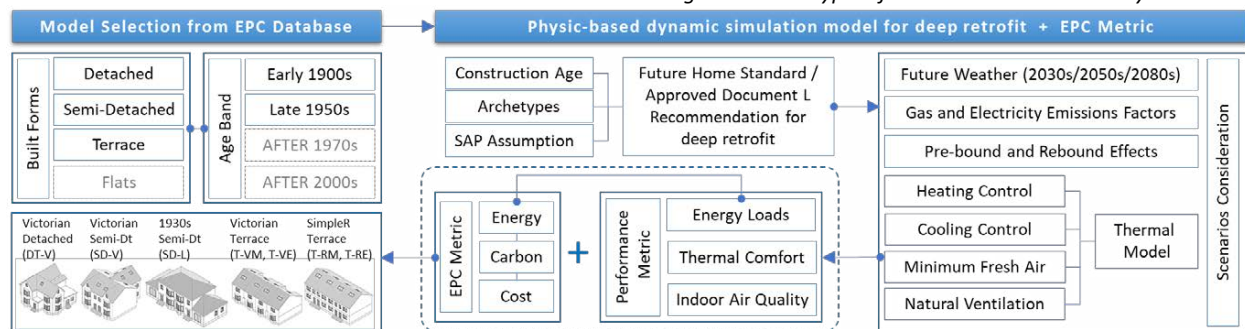 Model Selection from EPC Database
Physic-based dynamic simulation model for deep retrofit + EPC Metric
Built Forms
Detached
Semi-Detached
Terrace
Flats
Age Band
Early 1900s
Late 1950s
AFTER 1970s
AFTER 2000s
Construction Age
Archetypes
SAP Assumption
Future Home Standard /
Approved Document L
Recommendation for
deep retrofit
Future Weather (2030s/2050s/2080s)
Gas and Electricity Emissions Factors
Pre-bound and Rebound Effects
Heating Control
Cooling Control
Minimum Fresh Air
Natural Ventilation
Thermal
Model
Scenarios Consideration
EPC Metric
Energy
Carbon
Cost
+
Performance
Metric
Energy Loads
Thermal Comfort
Indoor Air Quality
Victorian
Detached
(DT-V)
Victorian
Semi-Dt
(SD-V)
1930s
Semi-Dt
(SD-L)
Victorian
Terrace
(T-VM, T-VE)
SimpleR
Terrace
(T-RM, T-RE)